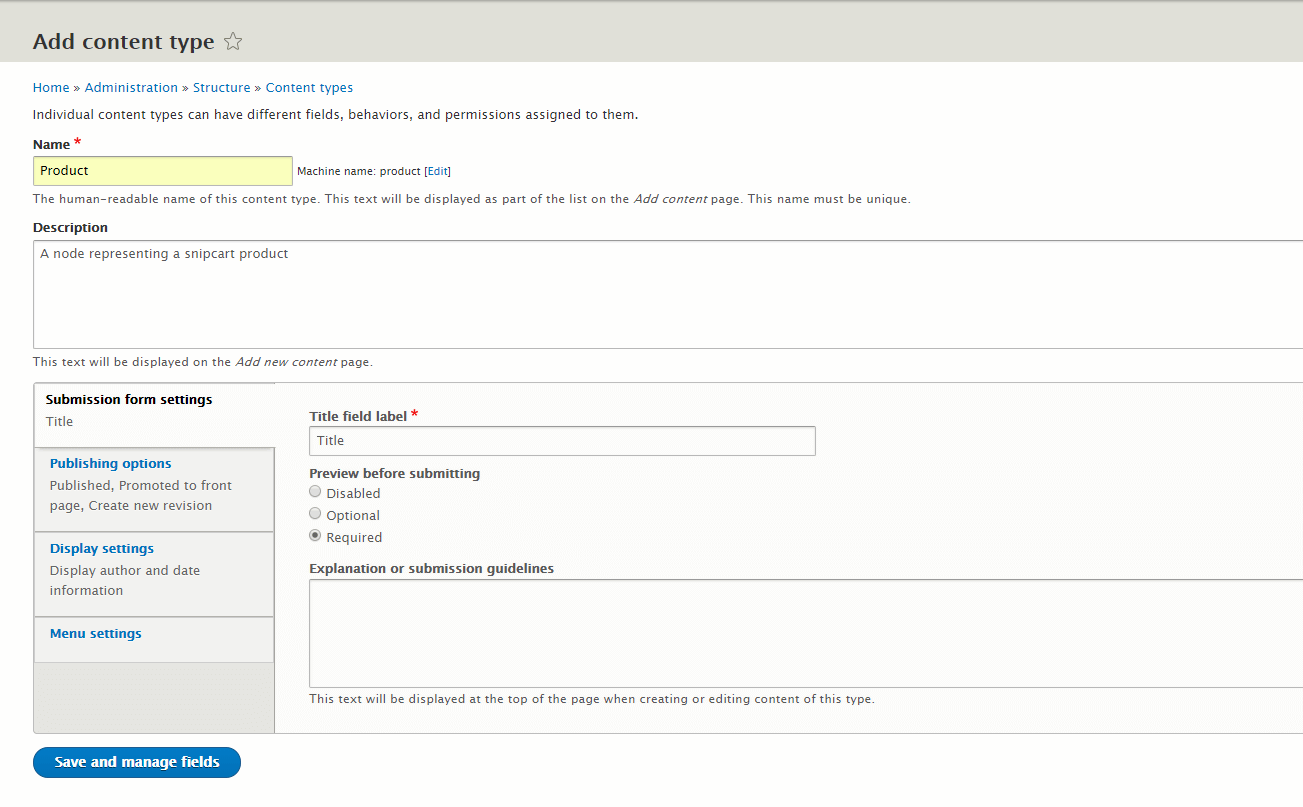 Add content type
Home » Administration » Structure » Content types
Individual content types can have different fields, behaviors, and permissions assigned to them.
Name *
Product Machine name: product [Edit]
The human-readable name of this content type. This text will be displayed as part of the list on the Add content page. This name must be unique.
Description
A node representing a snipcart product
This text will be displayed on the Add new content page.
Submission form settings
Title
Publishing options
Published, Promoted to front
page, Create new revision
Display settings
Display author and date
information
Menu settings
Title field label *
Title
Preview before submitting
Disabled
Optional
Required
Explanation or submission guidelines
This text will be displayed at the top of the page when creating or editing content of this type.
Save and manage fields